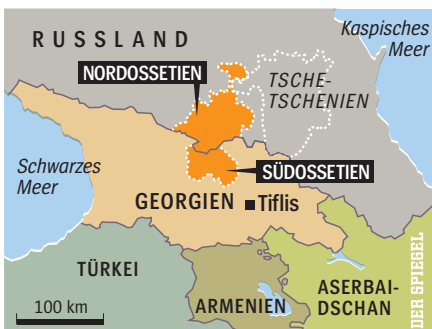 RUSSLAND
Kaspisches
Meer
NORDOSSETIEN
TSCHE-
TSCHENIEN
Schwarzes
Meer
SÜDOSSETIEN
GEORGIEN
Tiflis
TÜRKEI
ARMENIEN
ASERBAI-
DSCHAN
100 km
DER SPIEGEL